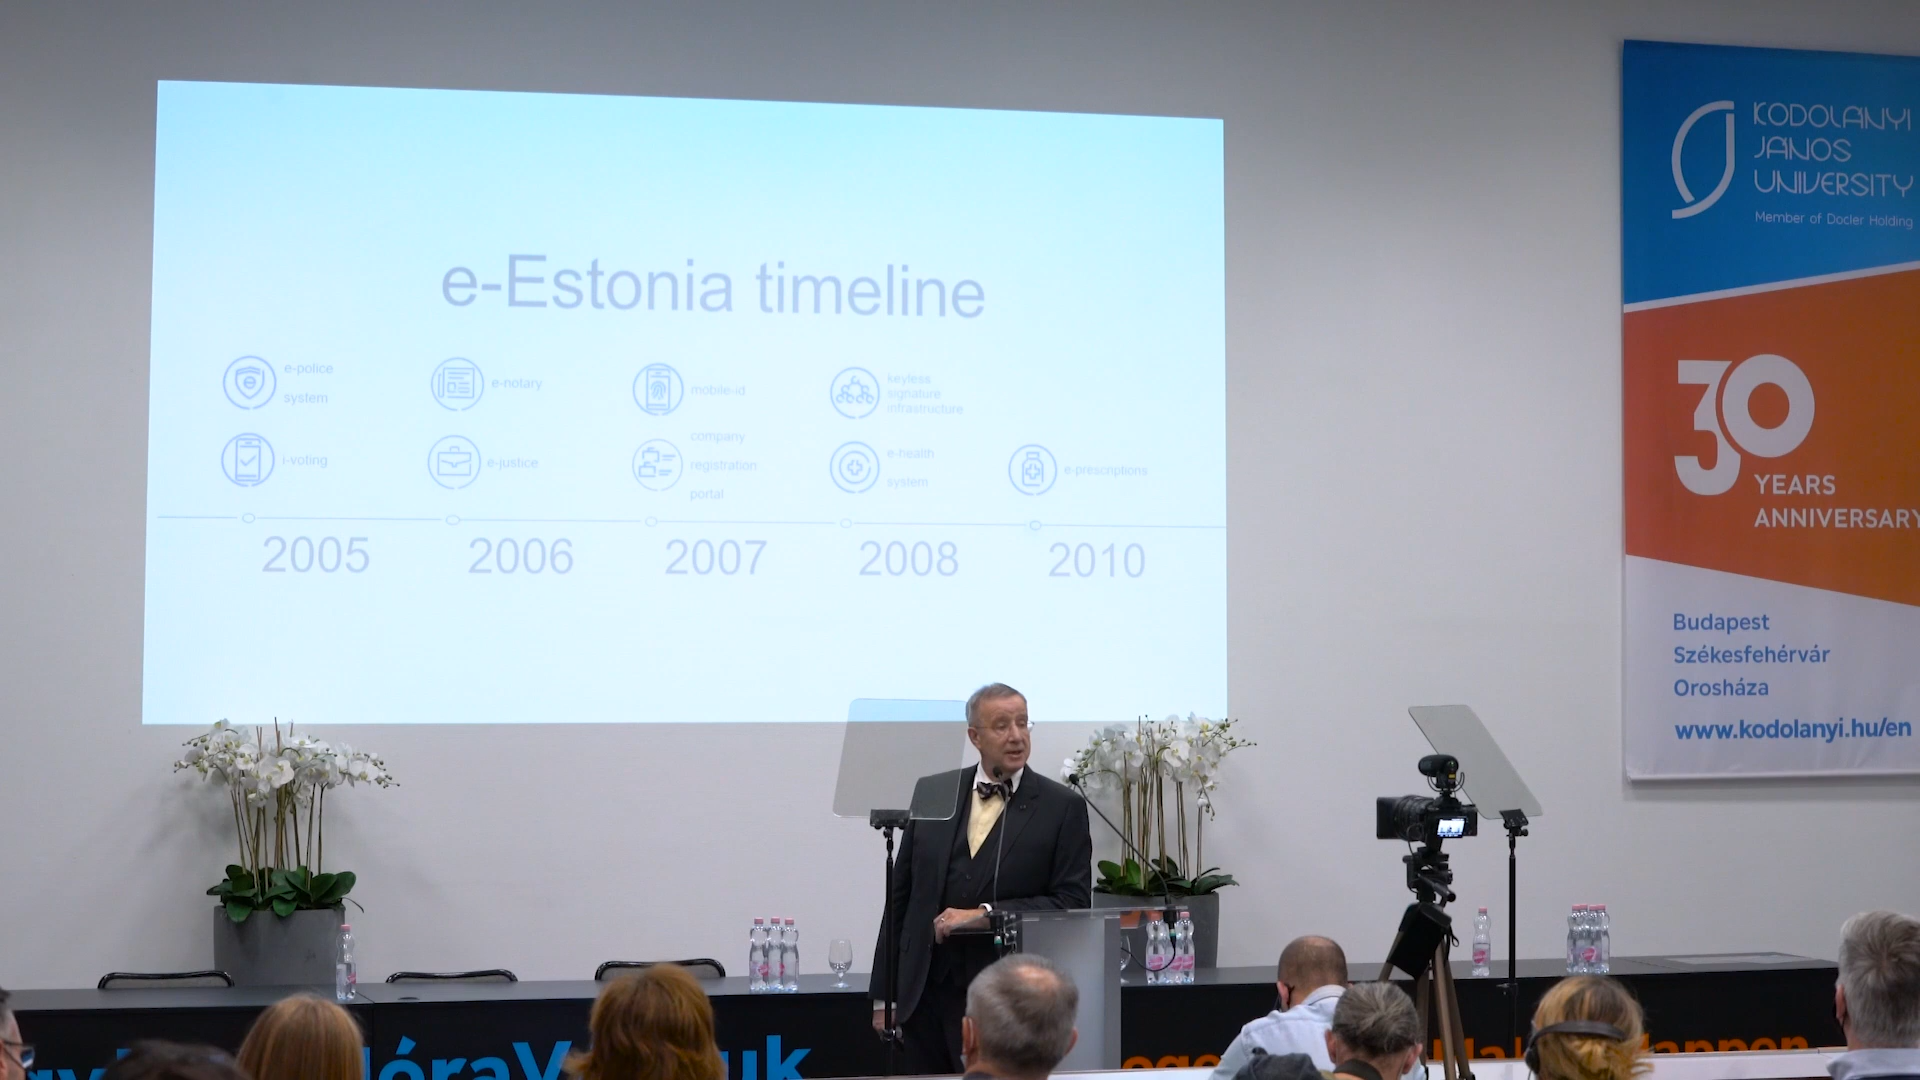 e-Estonia timeline
e-police
system
e-notary
mobile-id
keyless
signature
infrastructure
i-voting
e-justice
company
registration
portal
e-health
system
e-prescriptions
2005
2006
2007
2008
2010
KODOLÁNYI
JÁNOS
UNIVERSITY
Member of Docler Holding
30
YEARS
ANNIVERSARY
Budapest
Székesfehérvár
Orosháza
www.kodolanyi.hu/en